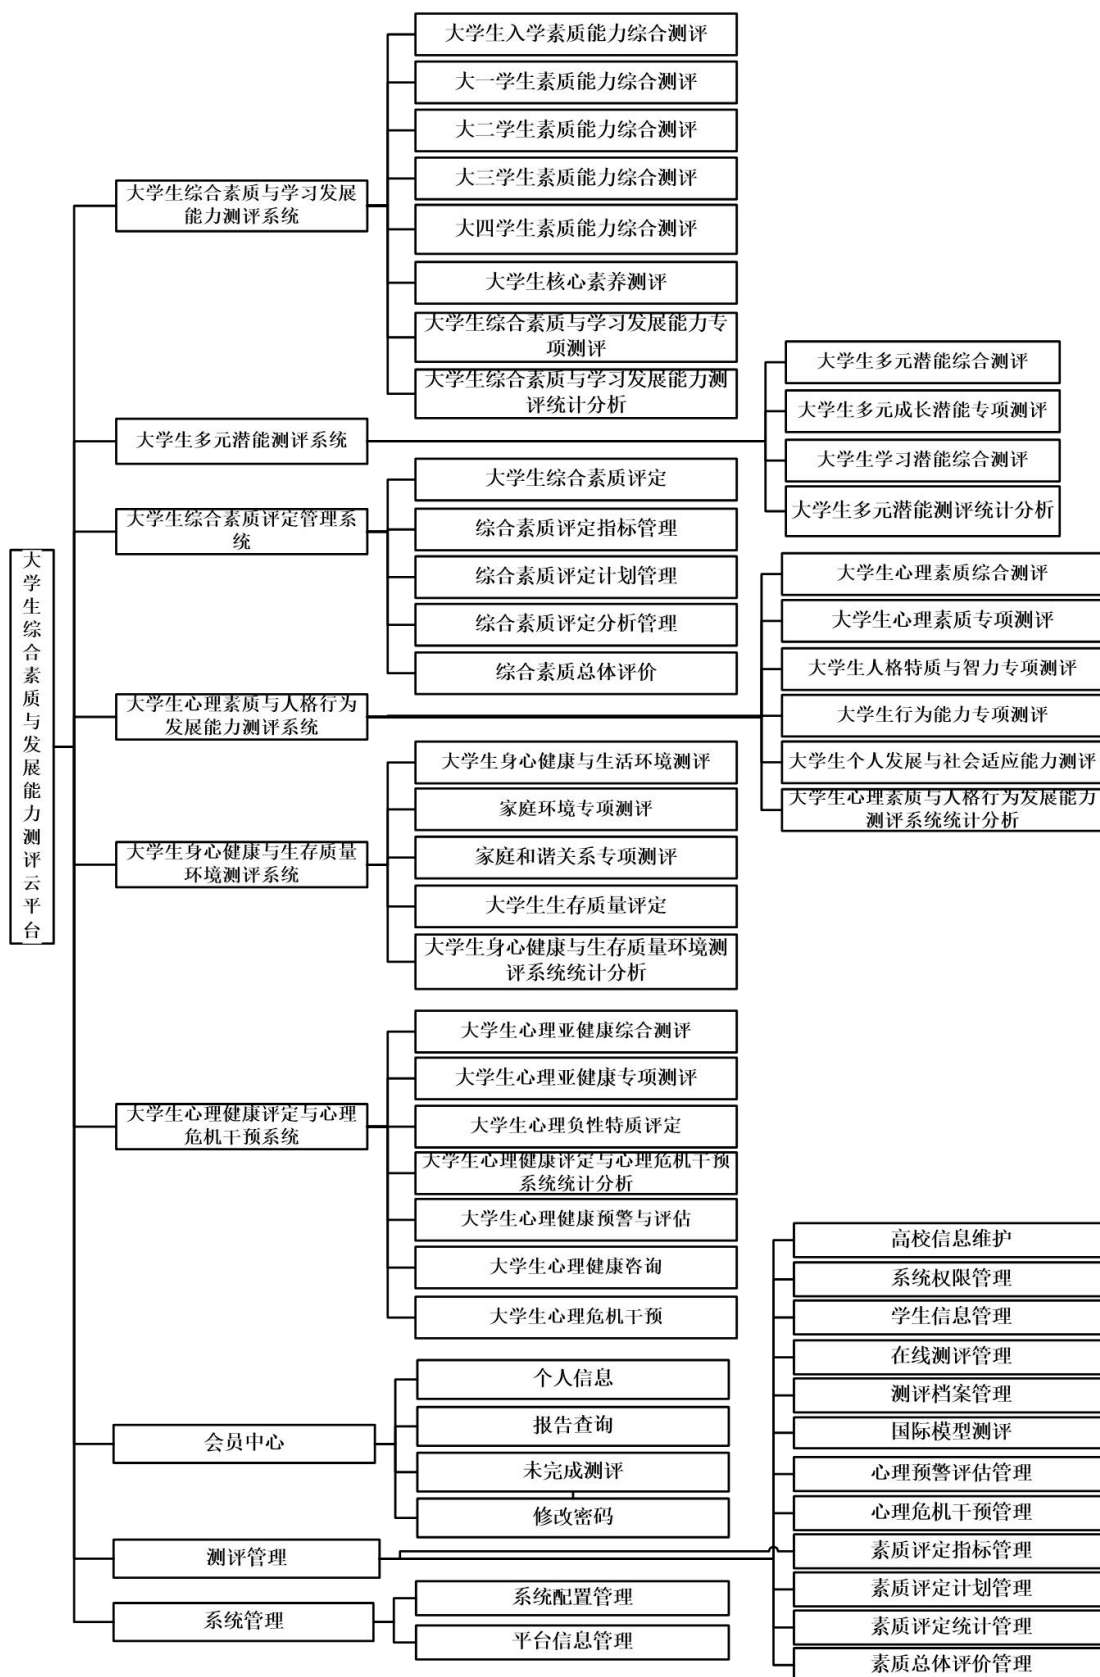 大学生综合素质与发展能力测评云平台
大学生综合素质与学习发展
能力测评系统
大学生入学素质能力综合测评
大一学生素质能力综合测评
大二学生素质能力综合测评
大三学生素质能力综合测评
大四学生素质能力综合测评
大学生核心素养测评
大学生综合素质与学习发展能力专
项测评
大学生综合素质与学习发展能力测
评统计分析
大学生多元潜能测评系统
大学生多元潜能综合测评
大学生多元成长潜能专项测评
大学生学习潜能综合测评
大学生多元潜能测评统计分析
大学生综合素质评定管理系
统
大学生综合素质评定
综合素质评定指标管理
综合素质评定计划管理
综合素质评定分析管理
综合素质总体评价
大学生心理素质与人格行为
发展能力测评系统
大学生心理素质综合测评
大学生心理素质专项测评
大学生人格特质与智力专项测评
大学生行为能力专项测评
大学生个人发展与社会适应能力测评
大学生心理素质与人格行为发展能力
测评系统统计分析
大学生身心健康与生存质量
环境测评系统
大学生身心健康与生活环境测评
家庭环境专项测评
家庭和谐关系专项测评
大学生生存质量评定
大学生身心健康与生存质量环境测
评系统统计分析
大学生心理健康评定与心理
危机干预系统
大学生心理亚健康综合测评
大学生心理亚健康专项测评
大学生心理负性特质评定
大学生心理健康评定与心理危机干预
系统统计分析
大学生心理健康预警与评估
大学生心理健康咨询
大学生心理危机干预
会员中心
个人信息
报告查询
未完成测评
修改密码
测评管理
高校信息维护
系统权限管理
学生信息管理
在线测评管理
测评档案管理
国际模型测评
心理预警评估管理
心理危机干预管理
素质评定指标管理
素质评定计划管理
素质评定统计管理
素质总体评价管理
系统管理
系统配置管理
平台信息管理